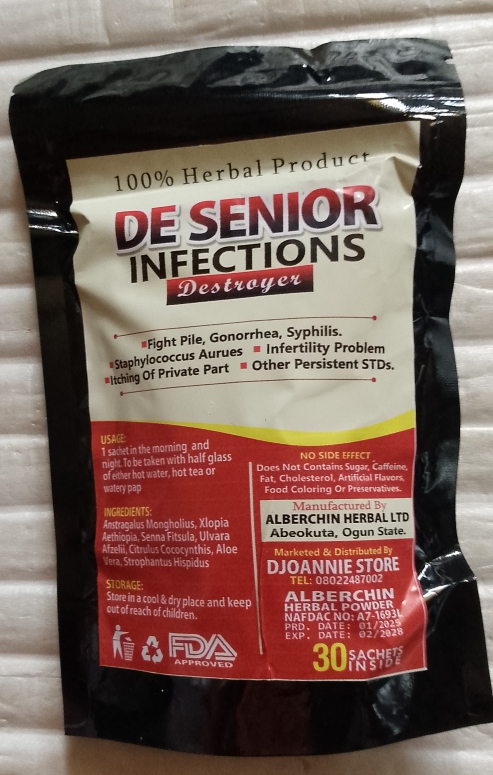 100% Herbal Product
DE SENIOR
INFECTIONS
Destroyer
Fight Pile, Gonorrhea, Syphilis.
Staphylococcus Aurues ▪ Infertility Problem
Itching Of Private Part ▪ Other Persistent STDs.
USAGE:
1 sachet in the morning and
night. To be taken with half glass
of either hot water, hot tea or
watery pap
INGREDIENTS:
Amstragalus Mongholius, Xlopia
Aethiopia, Senna Fitsula, Ulvara
Afzelii, Citrulus Cococynthis, Aloe
Vera, Strophantus Hispidus
STORAGE:
Store in a cool & dry place and keep
out of reach of children.
FDA
APPROVED
NO SIDE EFFECT
Does Not Contains Sugar, Caffeine,
Fat, Cholesterol, Artificial Flavors,
Food Coloring Or Preservatives.
Manufactured By
ALBERCHIN HERBAL LTD
Abeokuta, Ogun State.
Marketed & Distributed By
DJOANNIE STORE
TEL: 08022487002
ALBERCHIN
HERBAL POWDER
NAFDAC NO: A7-1693L
PRD. DATE: 01/2025
EXP. DATE: 02/2028
30 SACHETS
INSIDE